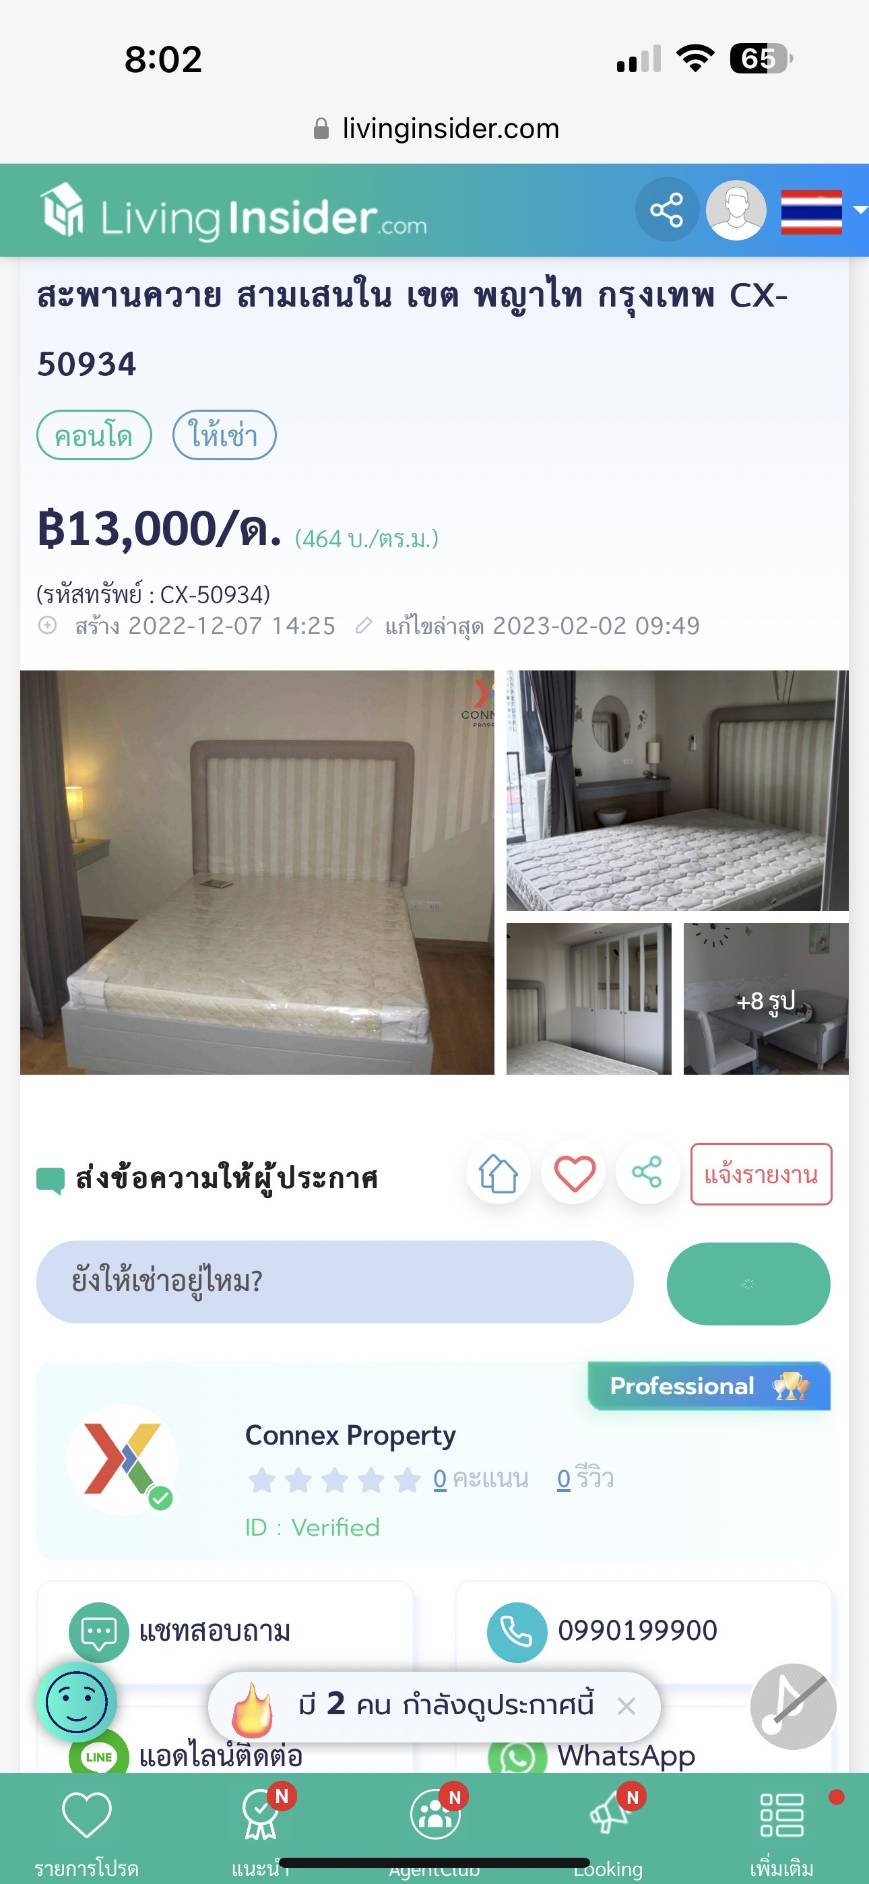 8:02
65
livinginsider.com
LivingInsider.com
สะพานควาย สามเสนใน เขต พญาไท กรุงเทพ CX-
50934
คอนโด ให้เช่า
฿13,000/ด. (464 บ./ตร.ม.)
(รหัสทรัพย์ : CX-50934)
สร้าง 2022-12-07 14:25 แก้ไขล่าสุด 2023-02-02 09:49
+8 รูป
ส่งข้อความให้ผู้ประกาศ
แจ้งรายงาน
ยังให้เช่าอยู่ไหม?
Professional
Connex Property
0 คะแนน 0 รีวิว
ID : Verified
แชทสอบถาม 0990199900
มี 2 คน กำลังดูประกาศนี้
LINE แอดไลน์ติดต่อ WhatsApp
N N N
รายการโปรด แนะนำ AgentClub Looking เพิ่มเติม